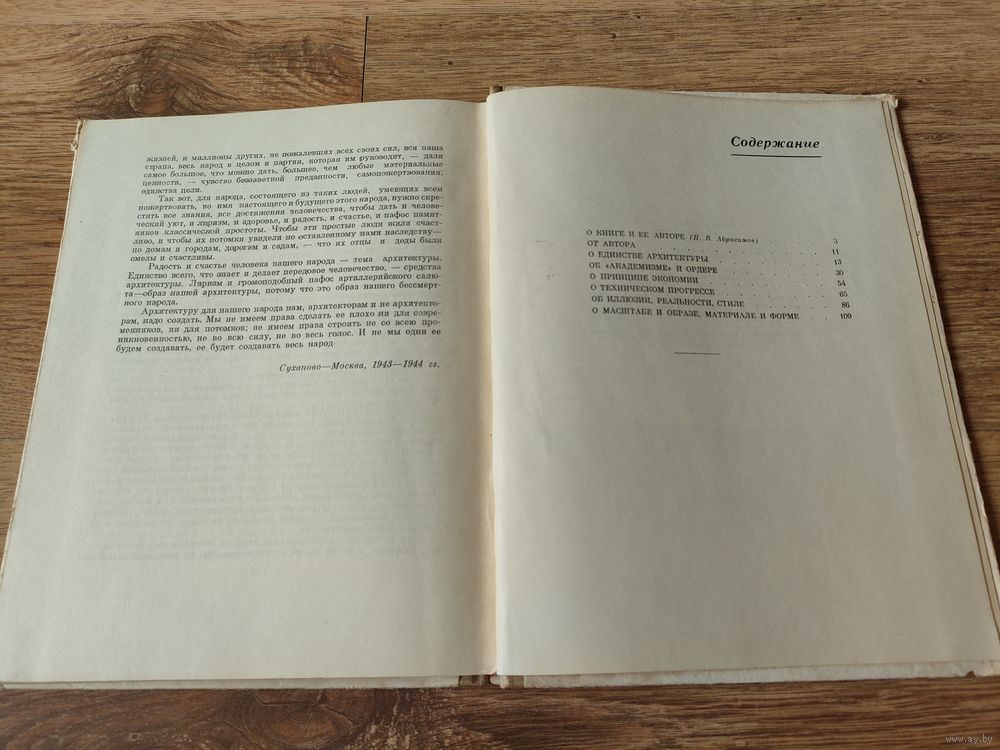 жизней, и миллионы других, не пожалевших всех своих сил, вся наша
страна, весь народ в целом и партия, которая им руководит, — дали
самое большое, что можно дать, большее, чем любые материальные
ценности, — чувство беззаветной преданности, самопожертвования,
единства цели.
Так вот, для народа, состоящего из таких людей, умеющих всем
пожертвовать, во имя настоящего и будущего этого народа, нужно скре-
стить все знания, все достижения человечества, чтобы дать и человe-
ческий уют, и лиризм, и здоровье, и радость, и счастье, и пафос памят-
ников классической простоты. Чтобы эти простые люди жили счаст-
ливо, и чтобы их потомки увидели по оставленному нами наследству—
по домам и городам, дорогам и садам, — что их отцы и деды были
смелы и счастливы.
Радость и счастье человека нашего народа — тема архитектуры.
Единство всего, что знает и делает передовое человечество, — средства
архитектуры. Лиризм и громоподобный пафос артиллерийского салю-
та—образ нашей архитектуры, потому что это образ нашего бессмерт-
ного народа.
Архитектуру для нашего народа нам, архитекторам и не архитекто-
рам, надо создать. Мы не имеем права сделать ее плохо ни для совре-
менников, ни для потомков; не имеем права строить не со всею про-
никновенностью, не во всю силу, не во весь голос. И не мы одни ее
будем создавать, ее будет создавать весь народ.
Суханово—Москва, 1943—1944 гг.
Содержание
О КНИГЕ И ЕЕ АВТОРЕ (П. В. Абросимов) . . . 3
ОТ АВТОРА . . . 11
О ЕДИНСТВЕ АРХИТЕКТУРЫ . . . 13
ОБ «АКАДЕМИЗМЕ» И ОРДЕРЕ . . . 30
О ПРИНЦИПЕ ЭКОНОМИИ . . . 54
О ТЕХНИЧЕСКОМ ПРОГРЕССЕ . . . 65
ОБ ИЛЛЮЗИИ, РЕАЛЬНОСТИ, СТИЛЕ . . . 86
О МАСШТАБЕ И ОБРАЗЕ, МАТЕРИАЛЕ И ФОРМЕ . . 109
www.ay.by